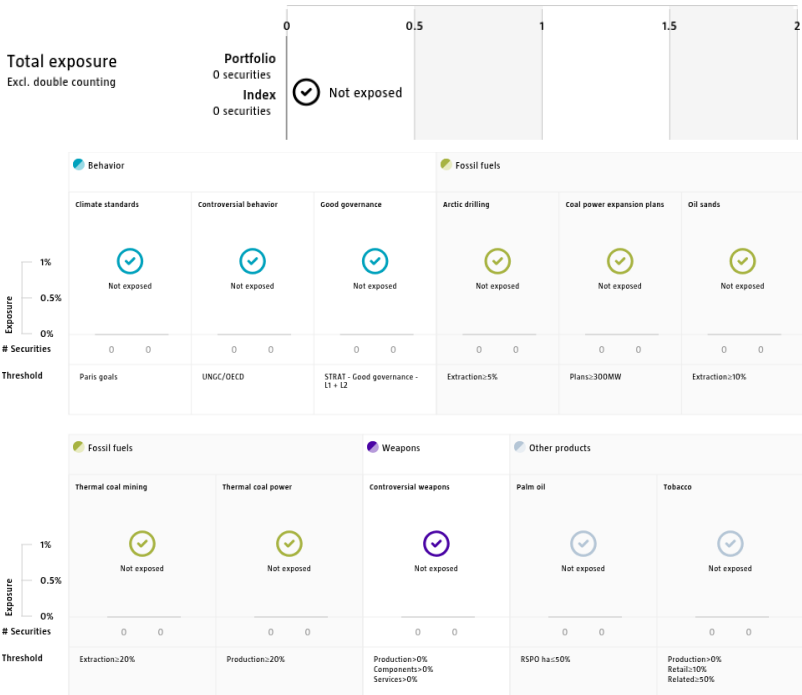 0 0.5 1 1.5 2
Total exposure
Excl. double counting
Portfolio
0 securities
Index
0 securities
Not exposed
Behavior Fossil fuels
Climate standards Controversial behavior Good governance Arctic drilling Coal power expansion plans Oil sands
Not exposed Not exposed Not exposed Not exposed Not exposed Not exposed
Exposure
1%
0.5%
0%
# Securities 0 0 0 0 0 0 0 0 0 0 0 0
Threshold Paris goals UNGC/OECD STRAT - Good governance - Extraction≥5% Plans≥300MW Extraction≥10%
L1 + L2
Fossil fuels Weapons Other products
Thermal coal mining Thermal coal power Controversial weapons Palm oil Tobacco
Not exposed Not exposed Not exposed Not exposed Not exposed
Exposure
1%
0.5%
0%
# Securities 0 0 0 0 0 0 0 0 0 0
Threshold Extraction≥20% Production≥20% Production>0% RSPO ha≤50% Production>0%
Components>0% Retail≥10%
Services>0% Related≥50%